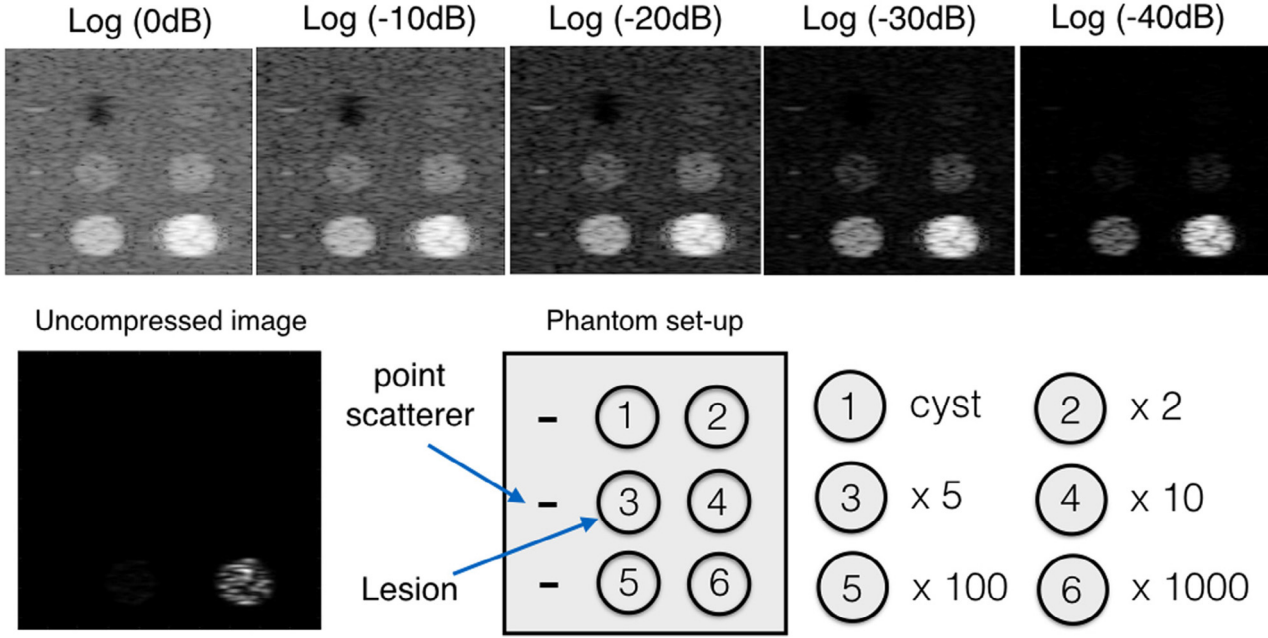 Log (0dB)
Log (-10dB)
Log (-20dB)
Log (-30dB)
Log (-40dB)
Uncompressed image
Phantom set-up
point
scatterer
Lesion
1 2
3 4
5 6
1 cyst 2 x 2
3 x 5 4 x 10
5 x 100 6 x 1000